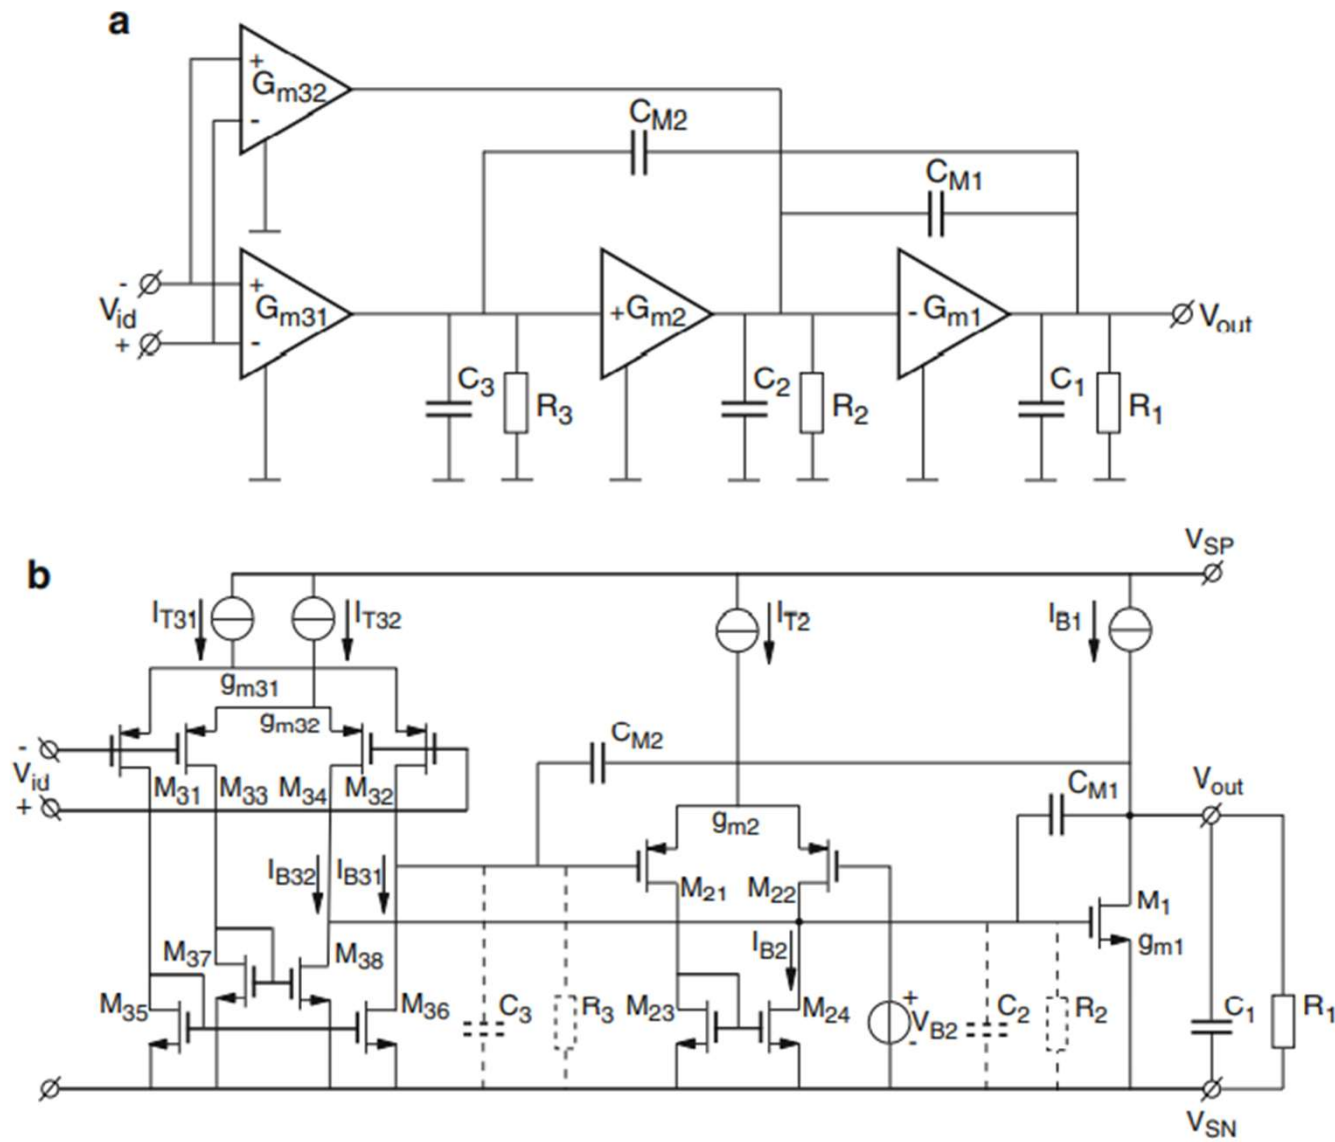 a
+
Gm32
-
CM2
CM1
-
Vid
+
+
Gm31
-
+Gm2
- Gm1
Vout
C3
R3
C2
R2
C1
R1
b
VSP
IT31
IT32
IT2
IB1
gm31
gm32
-
Vid
+
M31
M33
M34
M32
CM2
CM1
Vout
gm2
IB32
IB31
M21
M22
M1
gm1
IB2
M37
M38
M35
M36
C3
R3
M23
M24
+
VB2
-
C2
R2
C1
R1
VSN